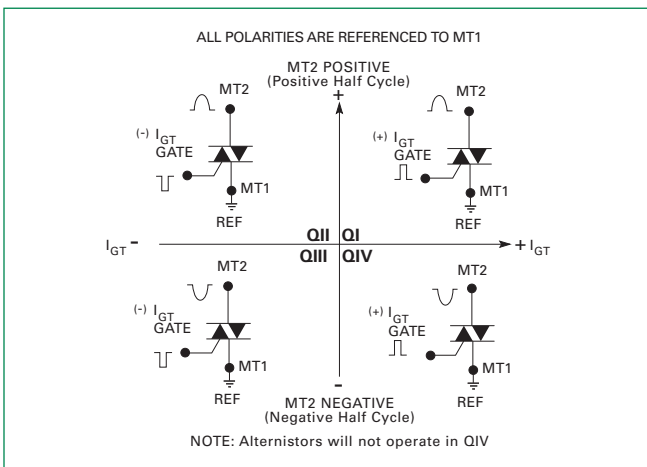 ALL POLARITIES ARE REFERENCED TO MT1
MT2 POSITIVE
(Positive Half Cycle)
+
MT2
(-) IGT
GATE
MT1
REF
MT2
(+) IGT
GATE
MT1
REF
QII QI
IGT -
+ IGT
QIII QIV
MT2
(-) IGT
GATE
MT1
REF
MT2
(+) IGT
GATE
MT1
REF
-
MT2 NEGATIVE
(Negative Half Cycle)
NOTE: Alternistors will not operate in QIV